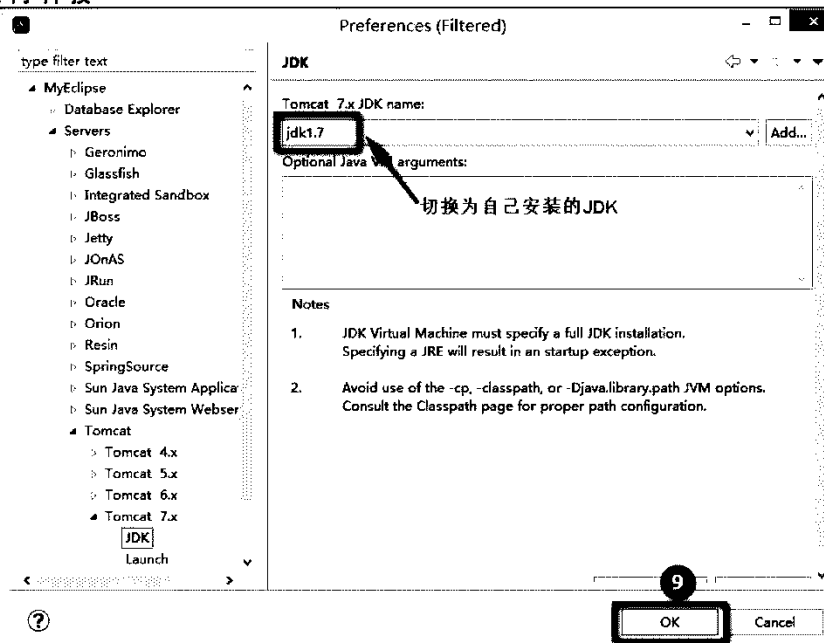 Preferences (Filtered)
type filter text
MyEclipse
Database Explorer
Servers
Geronimo
Glassfish
Integrated Sandbox
JBoss
Jetty
JOnAS
JRun
Oracle
Orion
Resin
SpringSource
Sun Java System Applica
Sun Java System Webser
Tomcat
Tomcat 4.x
Tomcat 5.x
Tomcat 6.x
Tomcat 7.x
JDK
Launch
JDK
Tomcat 7.x JDK name:
jdk1.7
Add...
Optional Java VM arguments:
切换为自己安装的JDK
Notes
1. JDK Virtual Machine must specify a full JDK installation.
Specifying a JRE will result in an startup exception.
2. Avoid use of the -cp, -classpath, or -Djava.library.path JVM options.
Consult the Classpath page for proper path configuration.
9
OK
Cancel